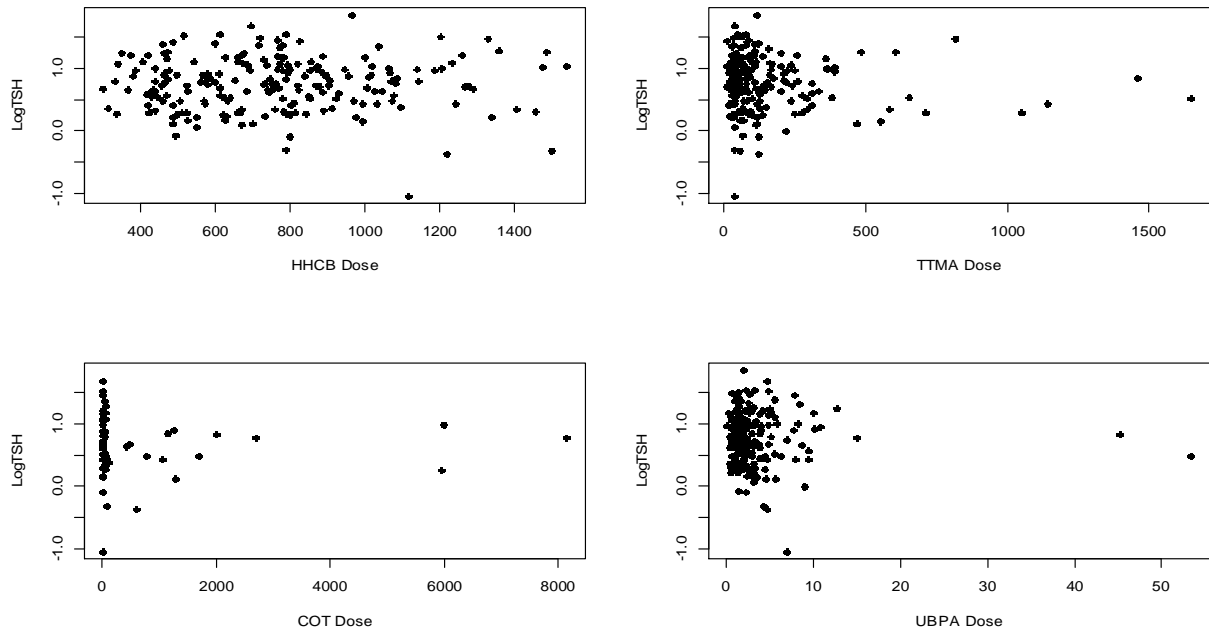 LogTSH
-1.0 0.0 1.0
400 600 800 1000 1200 1400
HHCB Dose
LogTSH
-1.0 0.0 1.0
0 500 1000 1500
TTMA Dose
LogTSH
-1.0 0.0 1.0
0 2000 4000 6000 8000
COT Dose
LogTSH
-1.0 0.0 1.0
0 10 20 30 40 50
UBPA Dose